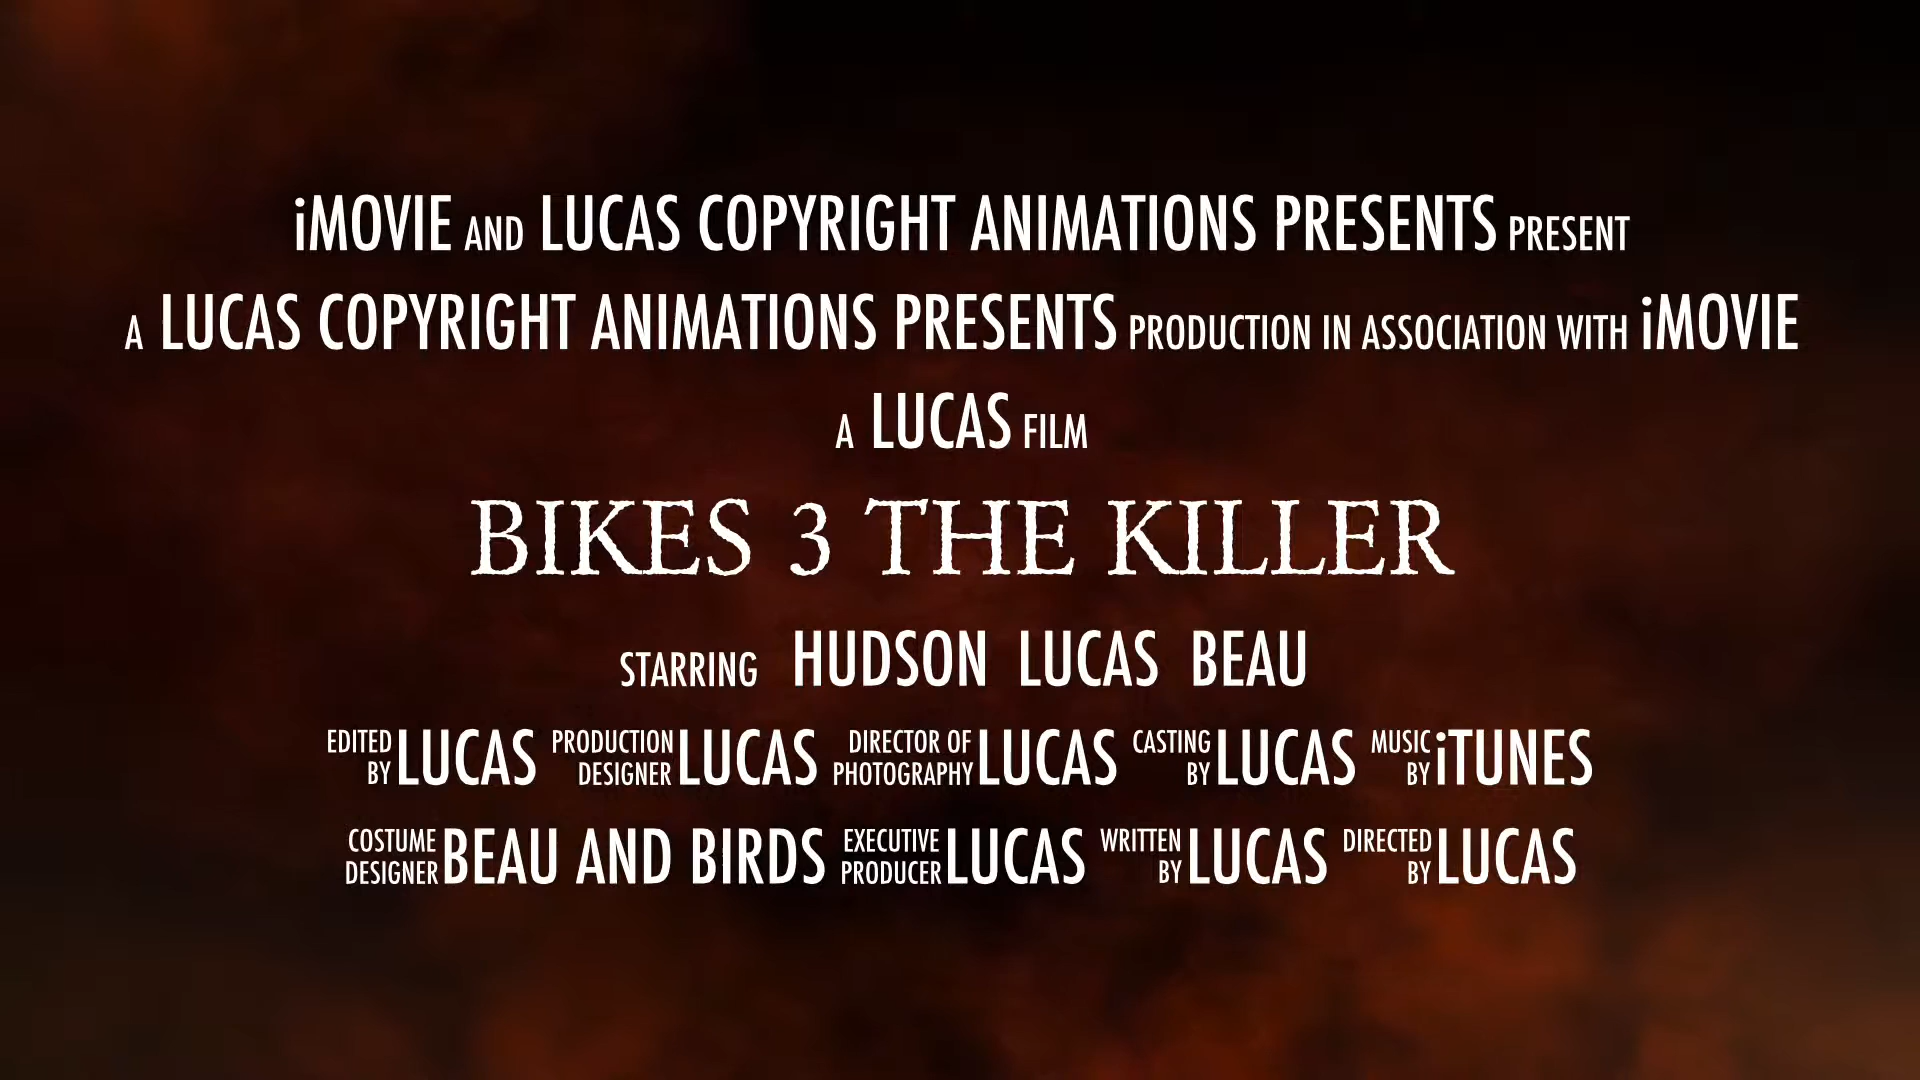 iMOVIE AND LUCAS COPYRIGHT ANIMATIONS PRESENTS PRESENT
A LUCAS COPYRIGHT ANIMATIONS PRESENTS PRODUCTION IN ASSOCIATION WITH iMOVIE
A LUCAS FILM
BIKES 3 THE KILLER
STARRING HUDSON LUCAS BEAU
EDITED BY LUCAS PRODUCTION DESIGNER LUCAS DIRECTOR OF PHOTOGRAPHY LUCAS CASTING BY LUCAS MUSIC BY iTUNES
COSTUME DESIGNER BEAU AND BIRDS EXECUTIVE PRODUCER LUCAS WRITTEN BY LUCAS DIRECTED BY LUCAS